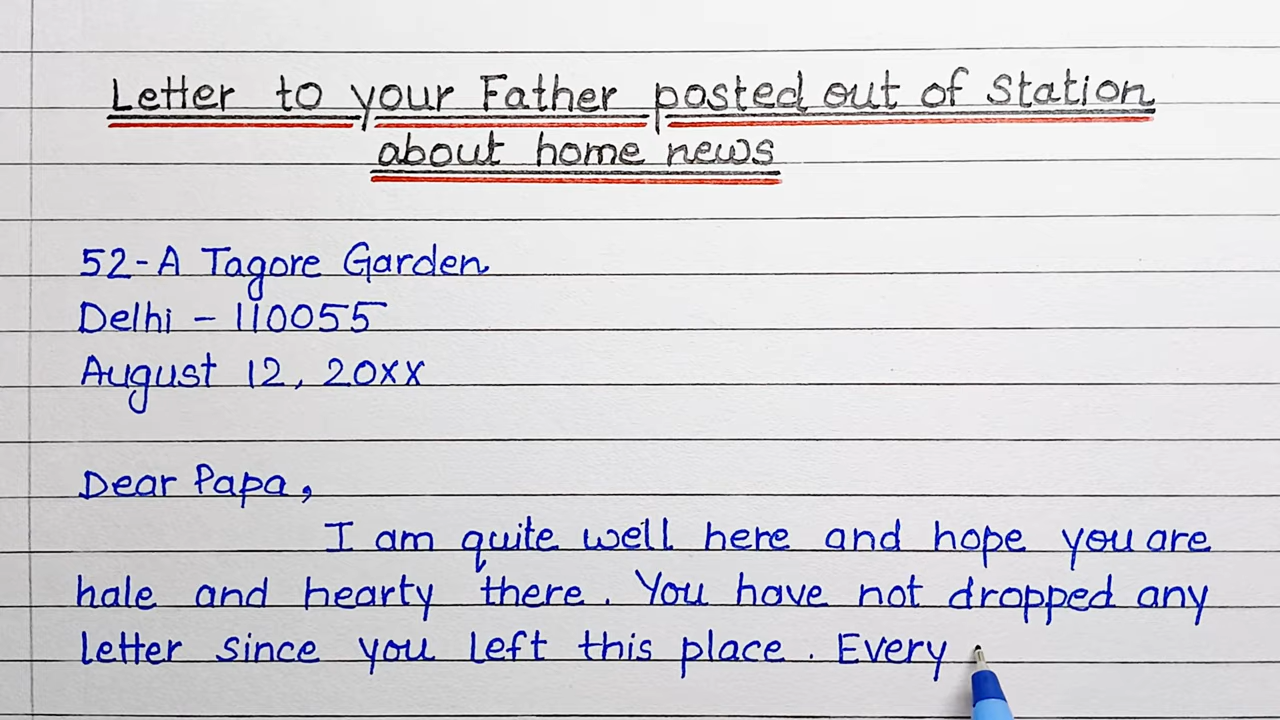 Letter to your Father posted out of Station
about home news
52-A Tagore Garden
Delhi - 110055
August 12, 20xx
Dear Papa,
I am quite well here and hope you are
hale and hearty there. You have not dropped any
letter since you left this place. Every